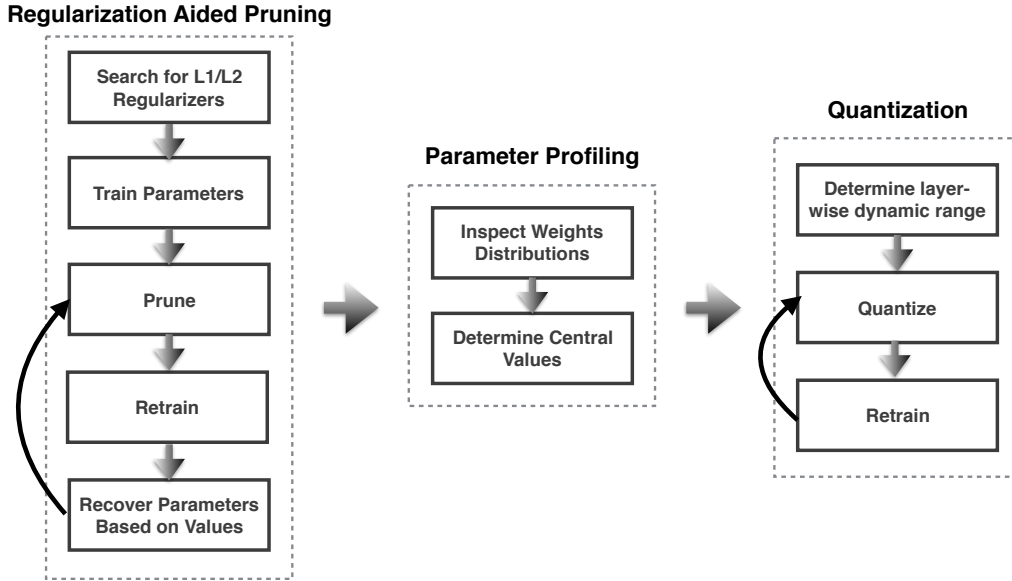 Regularization Aided Pruning
Search for L1/L2
Regularizers
Train Parameters
Prune
Retrain
Recover Parameters
Based on Values
Parameter Profiling
Inspect Weights
Distributions
Determine Central
Values
Quantization
Determine layer-
wise dynamic range
Quantize
Retrain